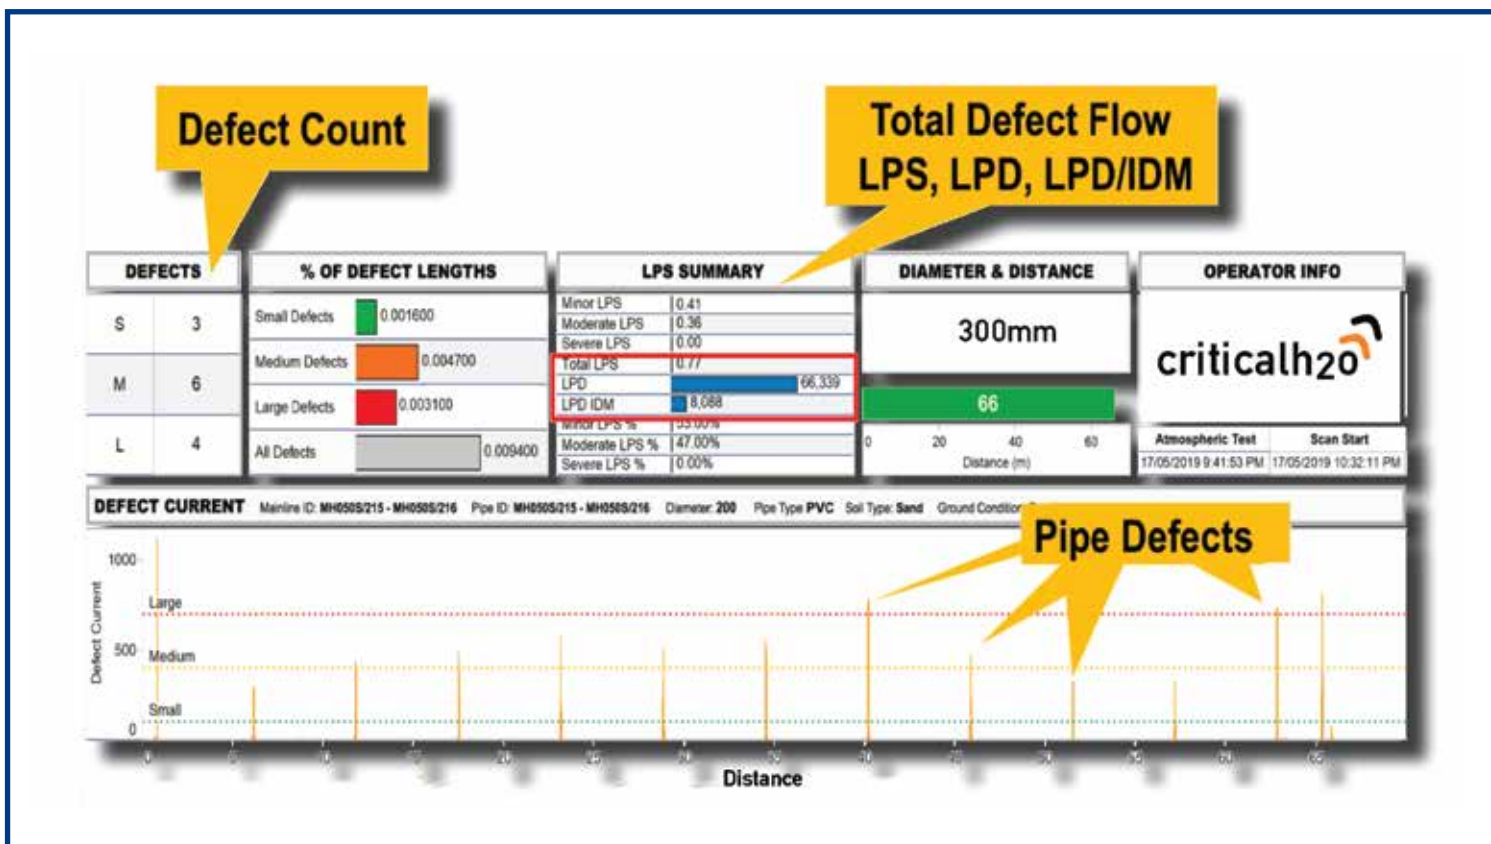 Defect Count
Total Defect Flow
LPS, LPD, LPD/IDM
DEFECTS
S 3
M 6
L 4
% OF DEFECT LENGTHS
Small Defects 0.001600
Medium Defects 0.004700
Large Defects 0.003100
All Defects 0.009400
LPS SUMMARY
Minor LPS 0.41
Moderate LPS 0.36
Severe LPS 0.00
Total LPS 0.77
LPD 66,339
LPD IDM 8,088
Minor LPS % 53.00%
Moderate LPS % 47.00%
Severe LPS % 0.00%
DIAMETER & DISTANCE
300mm
66
0 20 40 60
Distance (m)
OPERATOR INFO
criticalh2o
Atmospheric Test Scan Start
17/05/2019 9:41:53 PM 17/05/2019 10:32:11 PM
DEFECT CURRENT Mainline ID: MH050S/215 - MH050S/216 Pipe ID: MH050S/215 - MH050S/216 Diameter: 200 Pipe Type PVC Soil Type: Sand Ground Condition
Pipe Defects
Defect Current
1000
Large
500
Medium
Small
0
Distance